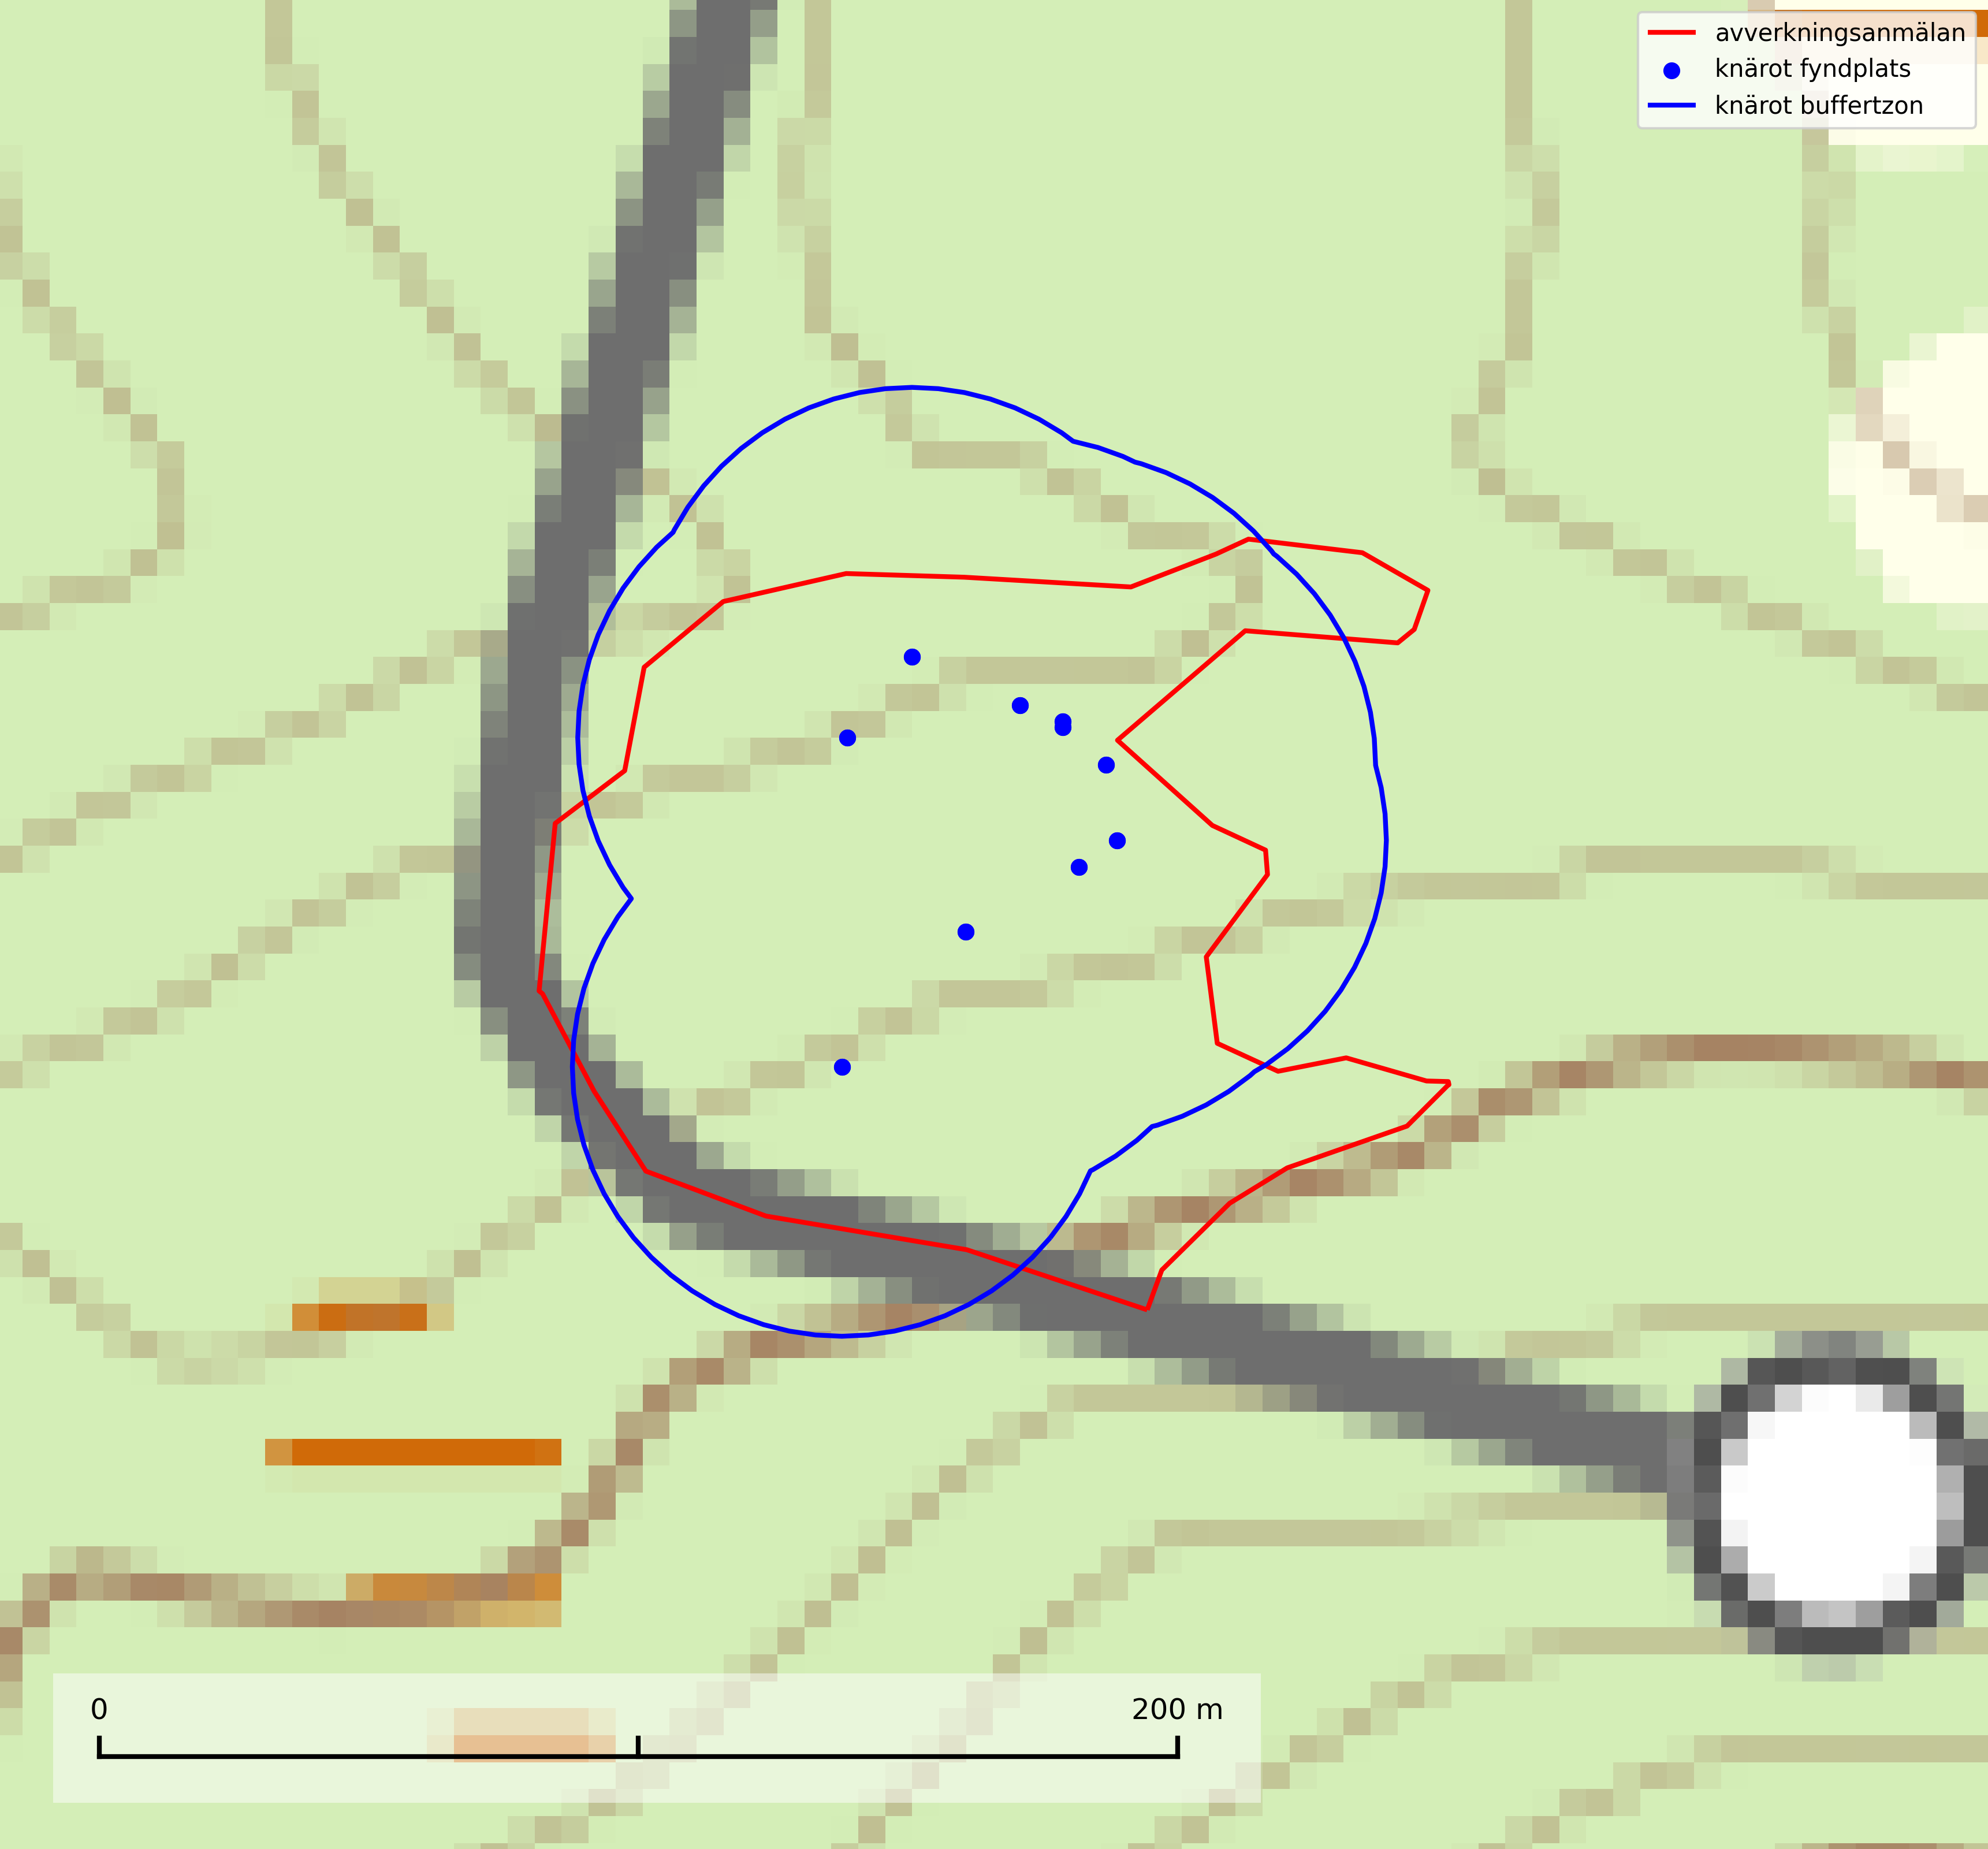 avverkningsanmälan
knärot fyndplats
knärot buffertzon
0
200 m